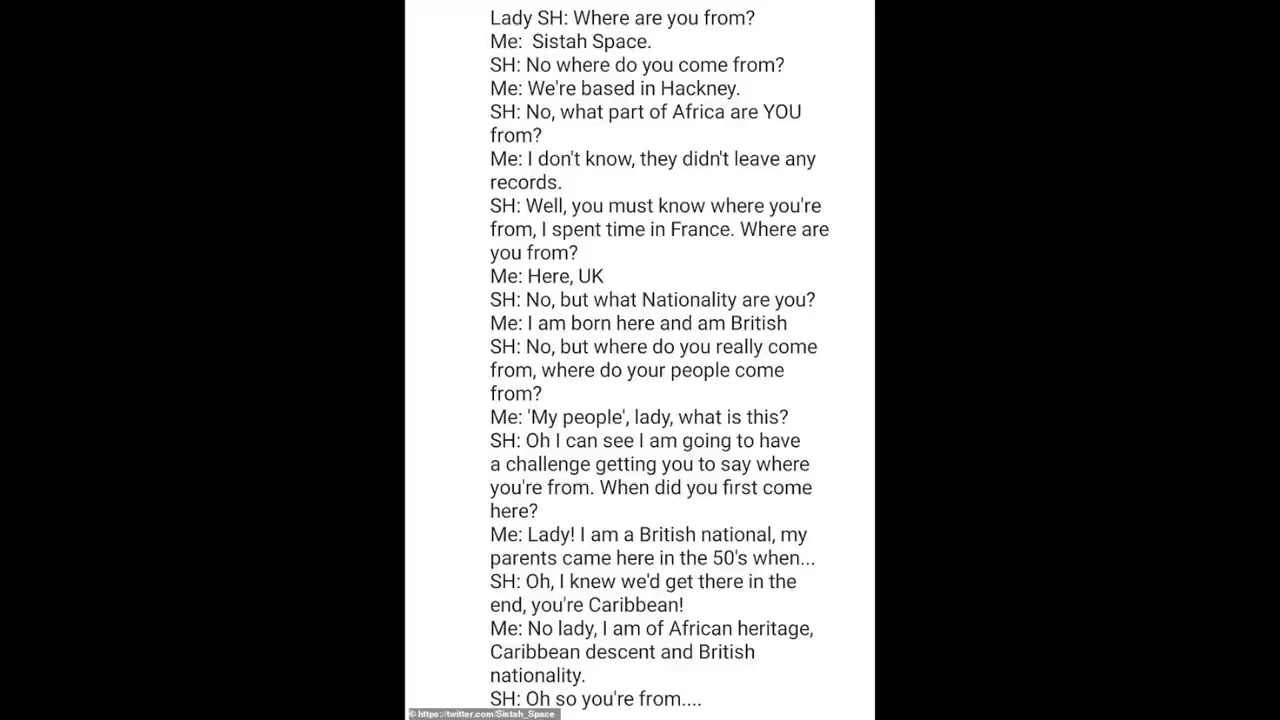 Lady SH: Where are you from?
Me:  Sistah Space.
SH: No where do you come from?
Me: We're based in Hackney.
SH: No, what part of Africa are YOU
from?
Me: I don't know, they didn't leave any
records.
SH: Well, you must know where you're
from, I spent time in France. Where are
you from?
Me: Here, UK
SH: No, but what Nationality are you?
Me: I am born here and am British
SH: No, but where do you really come
from, where do your people come
from?
Me: 'My people', lady, what is this?
SH: Oh I can see I am going to have
a challenge getting you to say where
you're from. When did you first come
here?
Me: Lady! I am a British national, my
parents came here in the 50's when...
SH: Oh, I knew we'd get there in the
end, you're Caribbean!
Me: No lady, I am of African heritage,
Caribbean descent and British
nationality.
SH: Oh so you're from....
© https://twitter.com/Sistah_Space